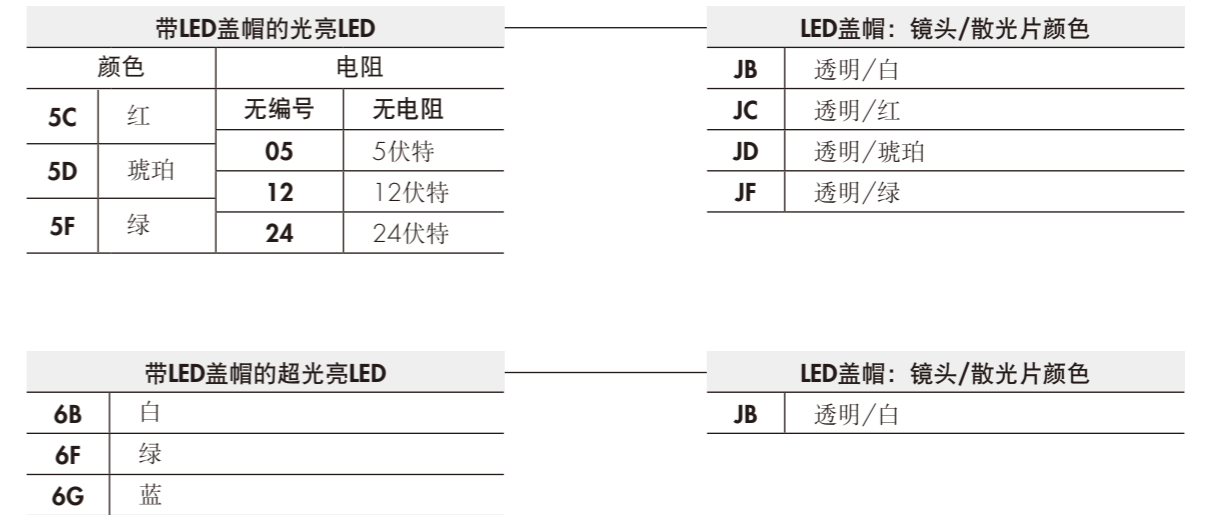 带LED盖帽的光亮LED
颜色 电阻
5C 红
5D 琥珀
5F 绿
无编号 无电阻
05 5伏特
12 12伏特
24 24伏特
LED盖帽：镜头/散光片颜色
JB 透明/白
JC 透明/红
JD 透明/琥珀
JF 透明/绿
带LED盖帽的超光亮LED
6B 白
6F 绿
6G 蓝
LED盖帽：镜头/散光片颜色
JB 透明/白